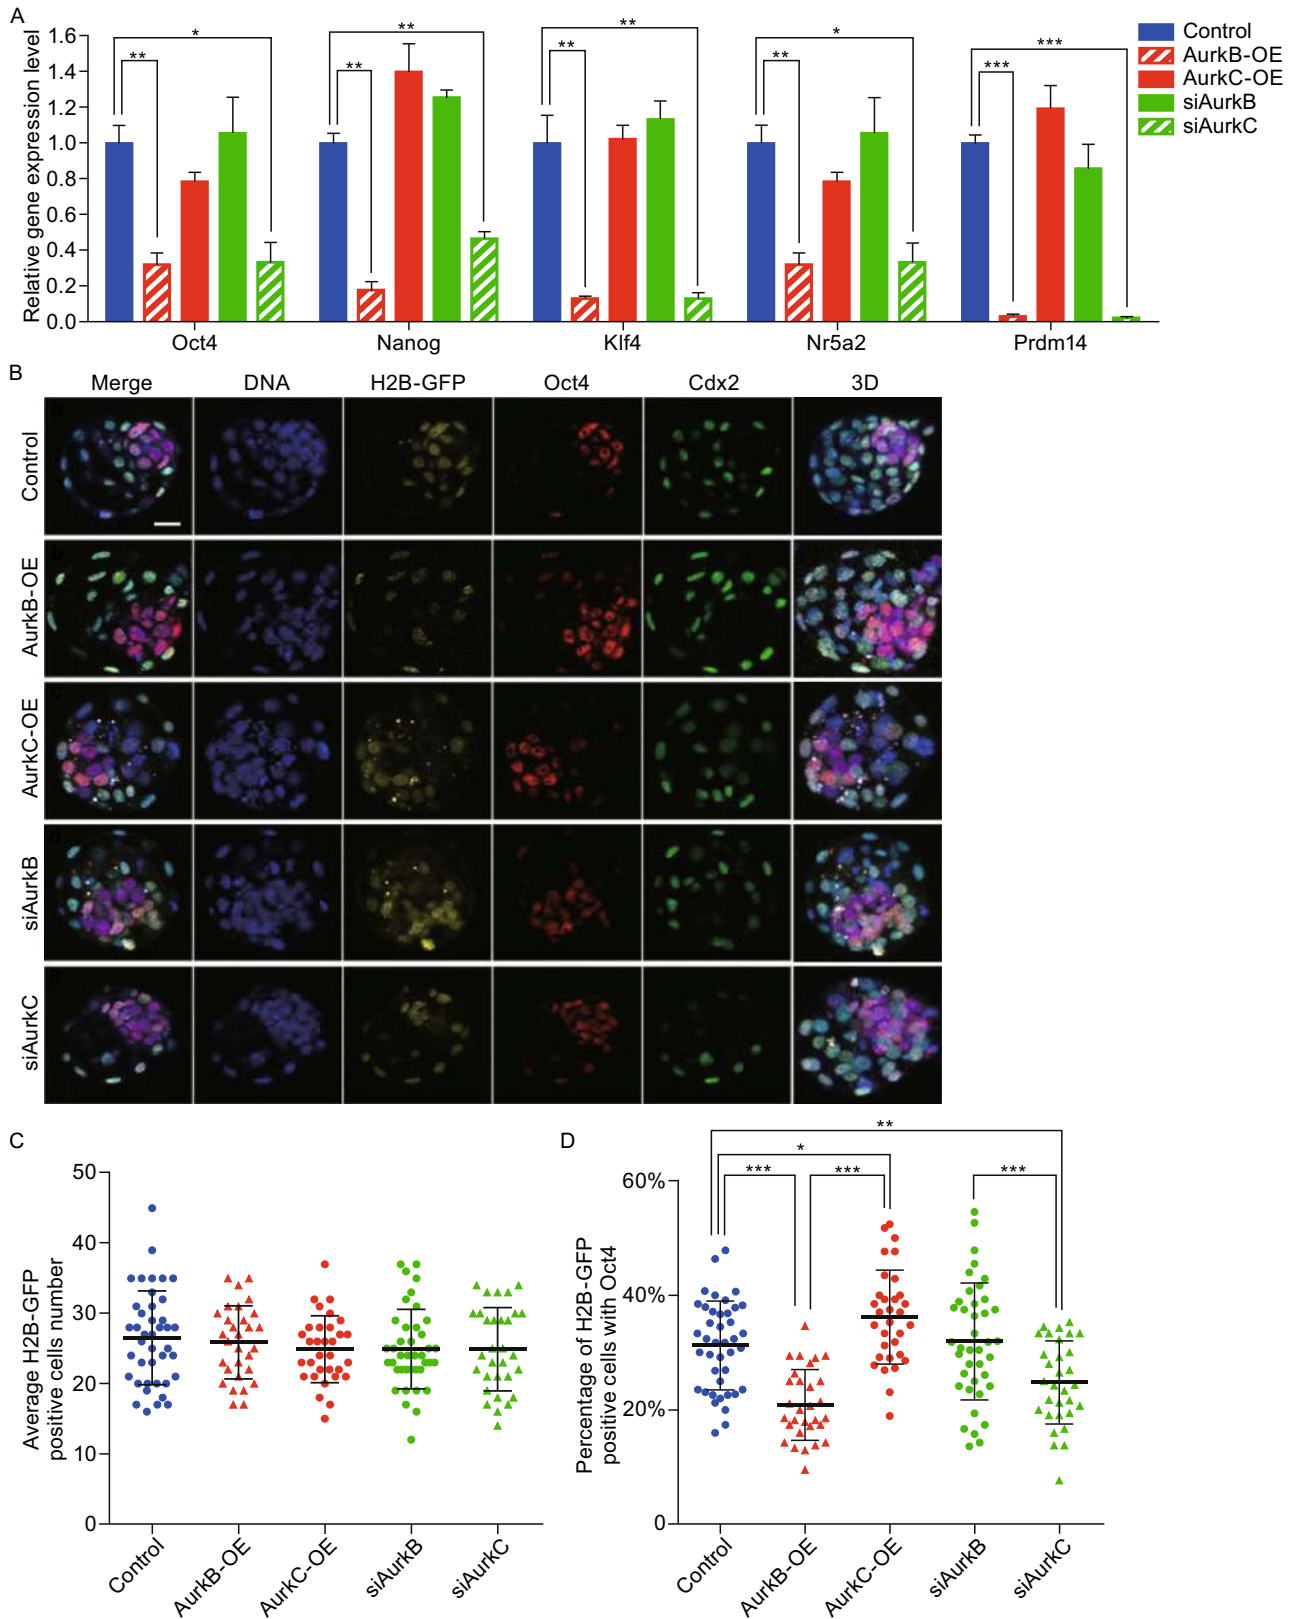 A
Relative gene expression level
1.6
1.4
1.2
1.0
0.8
0.6
0.4
0.2
0.0
*
**
**
**
**
**
*
**
***
***
Oct4
Nanog
Klf4
Nr5a2
Prdm14
Control
AurkB-OE
AurkC-OE
siAurkB
siAurkC
B
Merge
DNA
H2B-GFP
Oct4
Cdx2
3D
Control
AurkB-OE
AurkC-OE
siAurkB
siAurkC
a
b
c
d
e
C
Average H2B-GFP
positive cells number
50
40
30
20
10
0
Control
AurkB-OE
AurkC-OE
siAurkB
siAurkC
D
Percentage of H2B-GFP
positive cells with Oct4
60%
40%
20%
0
**
*
***
***
***
Control
AurkB-OE
AurkC-OE
siAurkB
siAurkC